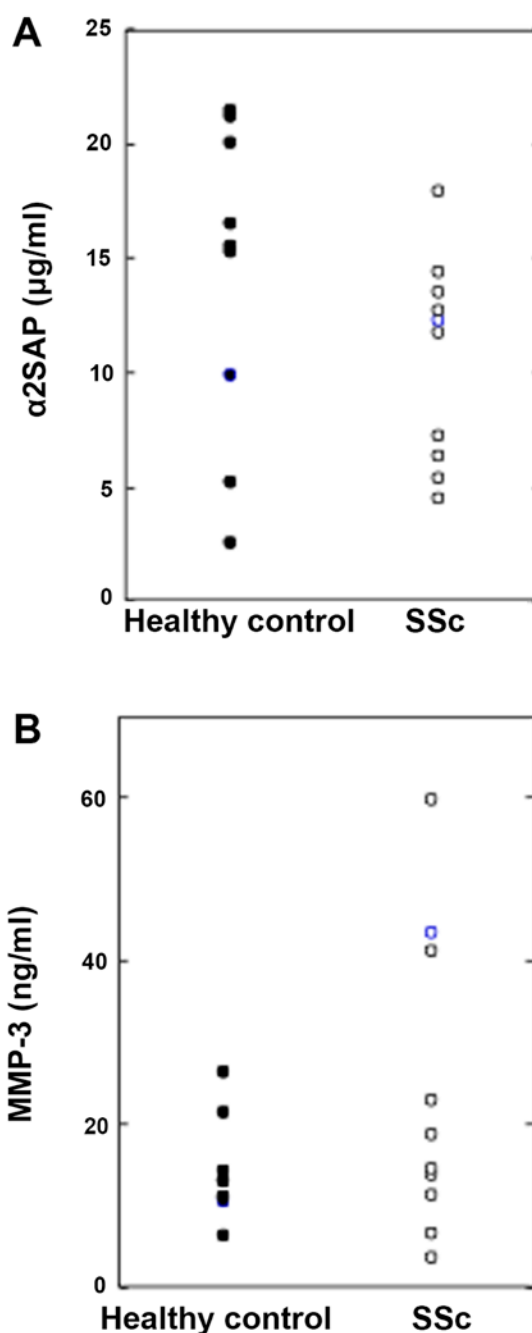 A
25
20
15
10
5
0
α2SAP (μg/ml)
Healthy control SSc
B
60
40
20
0
MMP-3 (ng/ml)
Healthy control SSc